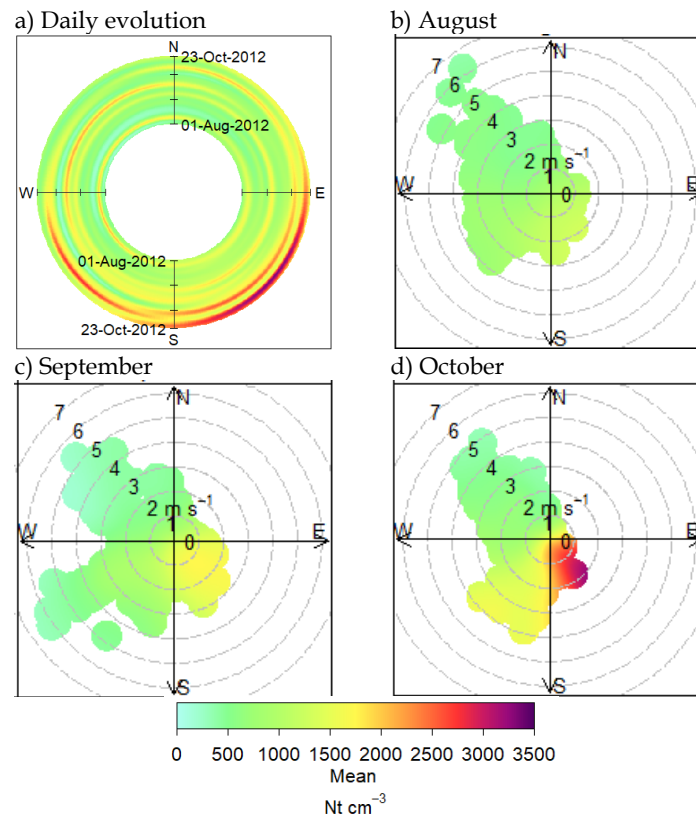 a) Daily evolution
N
23-Oct-2012
01-Aug-2012
W
E
01-Aug-2012
23-Oct-2012
S
b) August
N
7
6
5
4
3
2 m s⁻¹
1
0
W
E
S
c) September
N
7
6
5
4
3
2 m s⁻¹
1
0
W
E
S
d) October
N
7
6
5
4
3
2 m s⁻¹
1
0
W
E
S
0 500 1000 1500 2000 2500 3000 3500
Mean
Nt cm⁻³